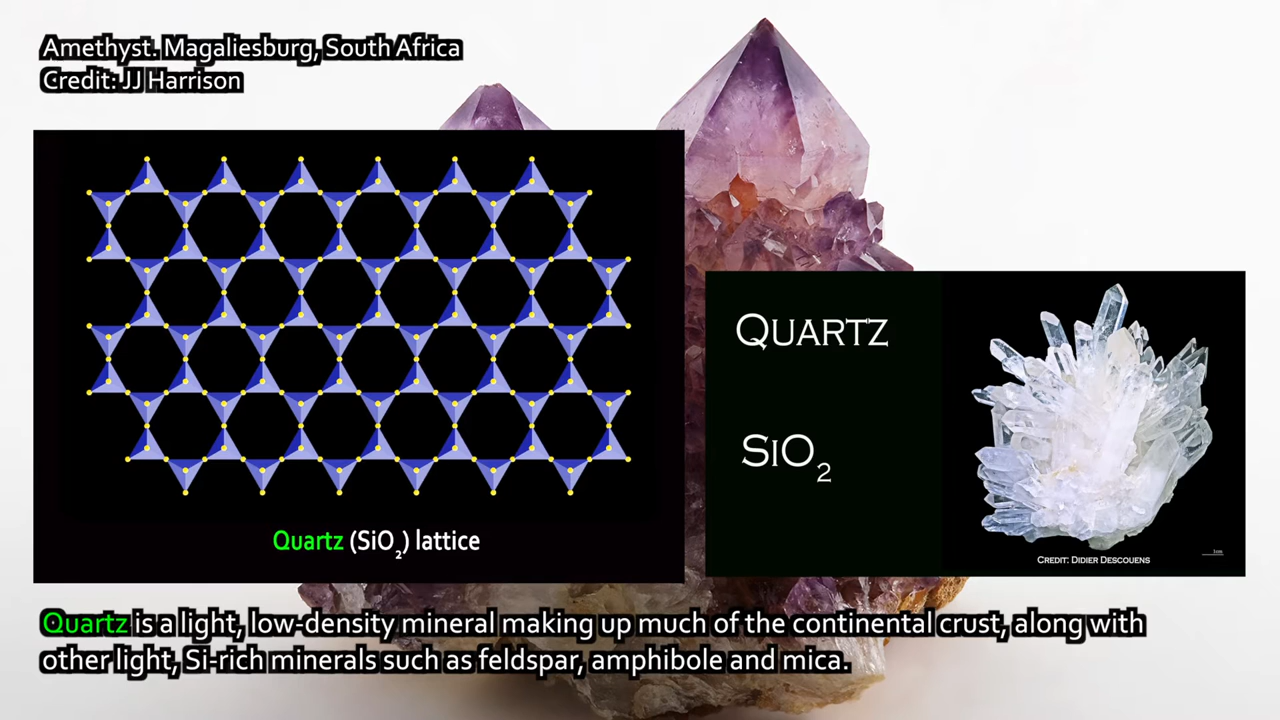 Amethyst. Magaliesburg, South Africa
Credit: JJ Harrison
Quartz (SiO₂) lattice
QUARTZ
SIO₂
CREDIT: DIDIER DESCOUENS
1cm
Quartz is a light, low-density mineral making up much of the continental crust, along with
other light, Si-rich minerals such as feldspar, amphibole and mica.